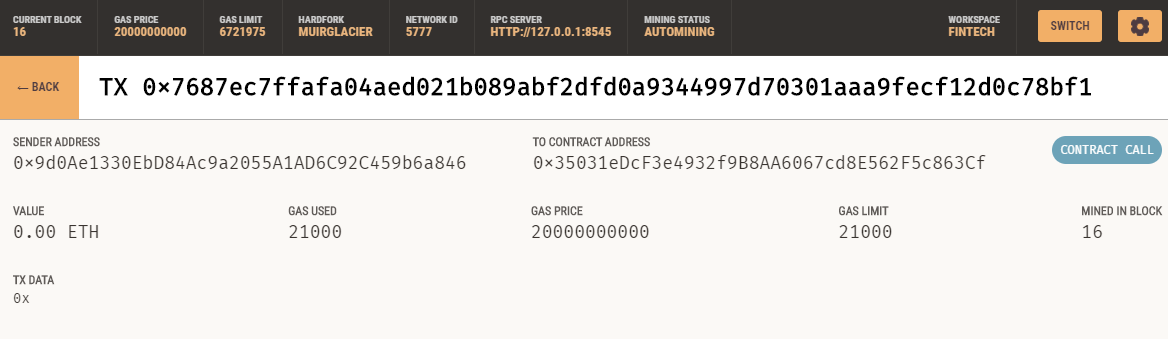 CURRENT BLOCK GAS PRICE GAS LIMIT HARDFORK NETWORK ID RPC SERVER MINING STATUS WORKSPACE
16 20000000000 6721975 MUIRGLACIER 5777 HTTP://127.0.0.1:8545 AUTOMINING FINTECH SWITCH
← BACK TX 0×7687ec7ffafa04aed021b089abf2dfd0a9344997d70301aaa9fecf12d0c78bf1
SENDER ADDRESS TO CONTRACT ADDRESS
0×9d0Ae1330EbD84Ac9a2055A1AD6C92C459b6a846 0×35031eDcF3e4932f9B8AA6067cd8E562F5c863Cf CONTRACT CALL
VALUE GAS USED GAS PRICE GAS LIMIT MINED IN BLOCK
0.00 ETH 21000 20000000000 21000 16
TX DATA
0x